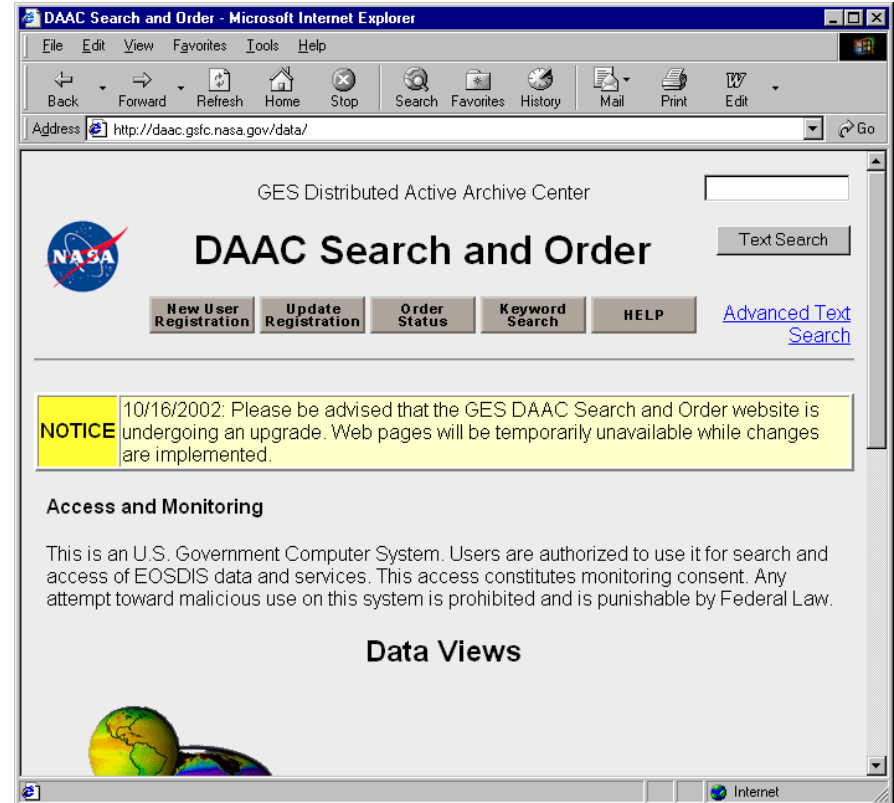 DAAC Search and Order - Microsoft Internet Explorer
File Edit View Favorites Tools Help
Back Forward Refresh Home Stop Search Favorites History Mail Print Edit
Address http://daac.gsfc.nasa.gov/data/ Go
GES Distributed Active Archive Center
NASA
DAAC Search and Order
Text Search
New User Registration Update Registration Order Status Keyword Search HELP
Advanced Text
Search
NOTICE
10/16/2002: Please be advised that the GES DAAC Search and Order website is
undergoing an upgrade. Web pages will be temporarily unavailable while changes
are implemented.
Access and Monitoring
This is an U.S. Government Computer System. Users are authorized to use it for search and
access of EOSDIS data and services. This access constitutes monitoring consent. Any
attempt toward malicious use on this system is prohibited and is punishable by Federal Law.
Data Views
Internet